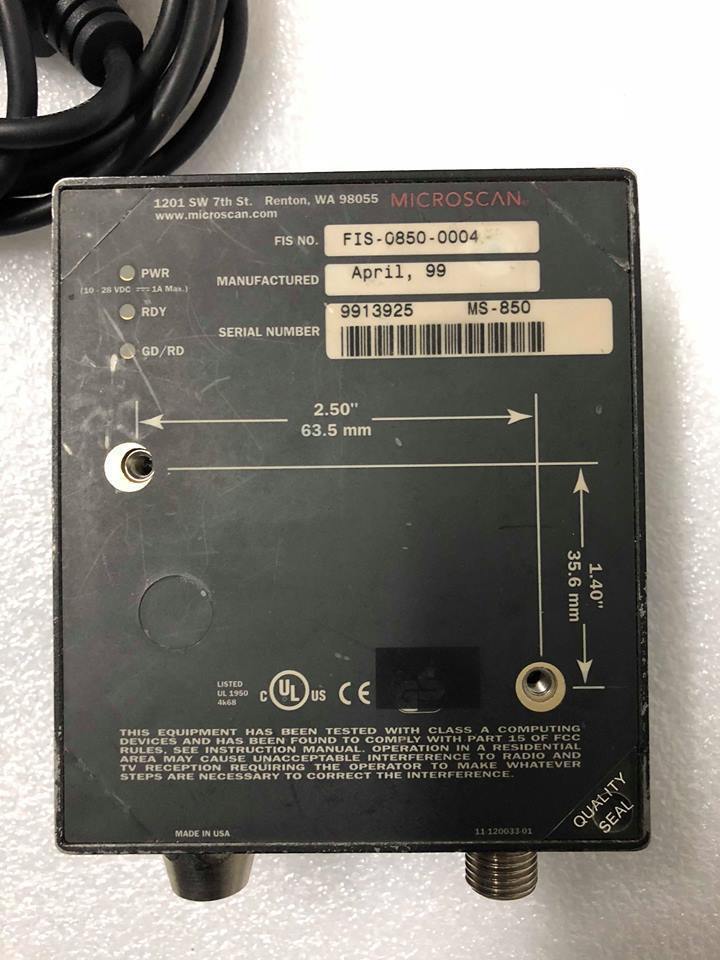 1201 SW 7th St. Renton, WA 98055 MICROSCAN
www.microscan.com
FIS NO. FIS-0850-0004
PWR
(10 - 28 VDC ⎓ 1A Max.)
MANUFACTURED April, 99
RDY
SERIAL NUMBER 9913925 MS-850
GD/RD
2.50"
63.5 mm
1.40"
35.6 mm
LISTED
UL 1950
4k68
C UL US CE
THIS EQUIPMENT HAS BEEN TESTED WITH CLASS A COMPUTING
DEVICES AND HAS BEEN FOUND TO COMPLY WITH PART 15 OF FCC
RULES, SEE INSTRUCTION MANUAL. OPERATION IN A RESIDENTIAL
AREA MAY CAUSE UNACCEPTABLE INTERFERENCE TO RADIO AND
TV RECEPTION REQUIRING THE OPERATOR TO MAKE WHATEVER
STEPS ARE NECESSARY TO CORRECT THE INTERFERENCE.
QUALITY
SEAL
MADE IN USA
11-120033-01